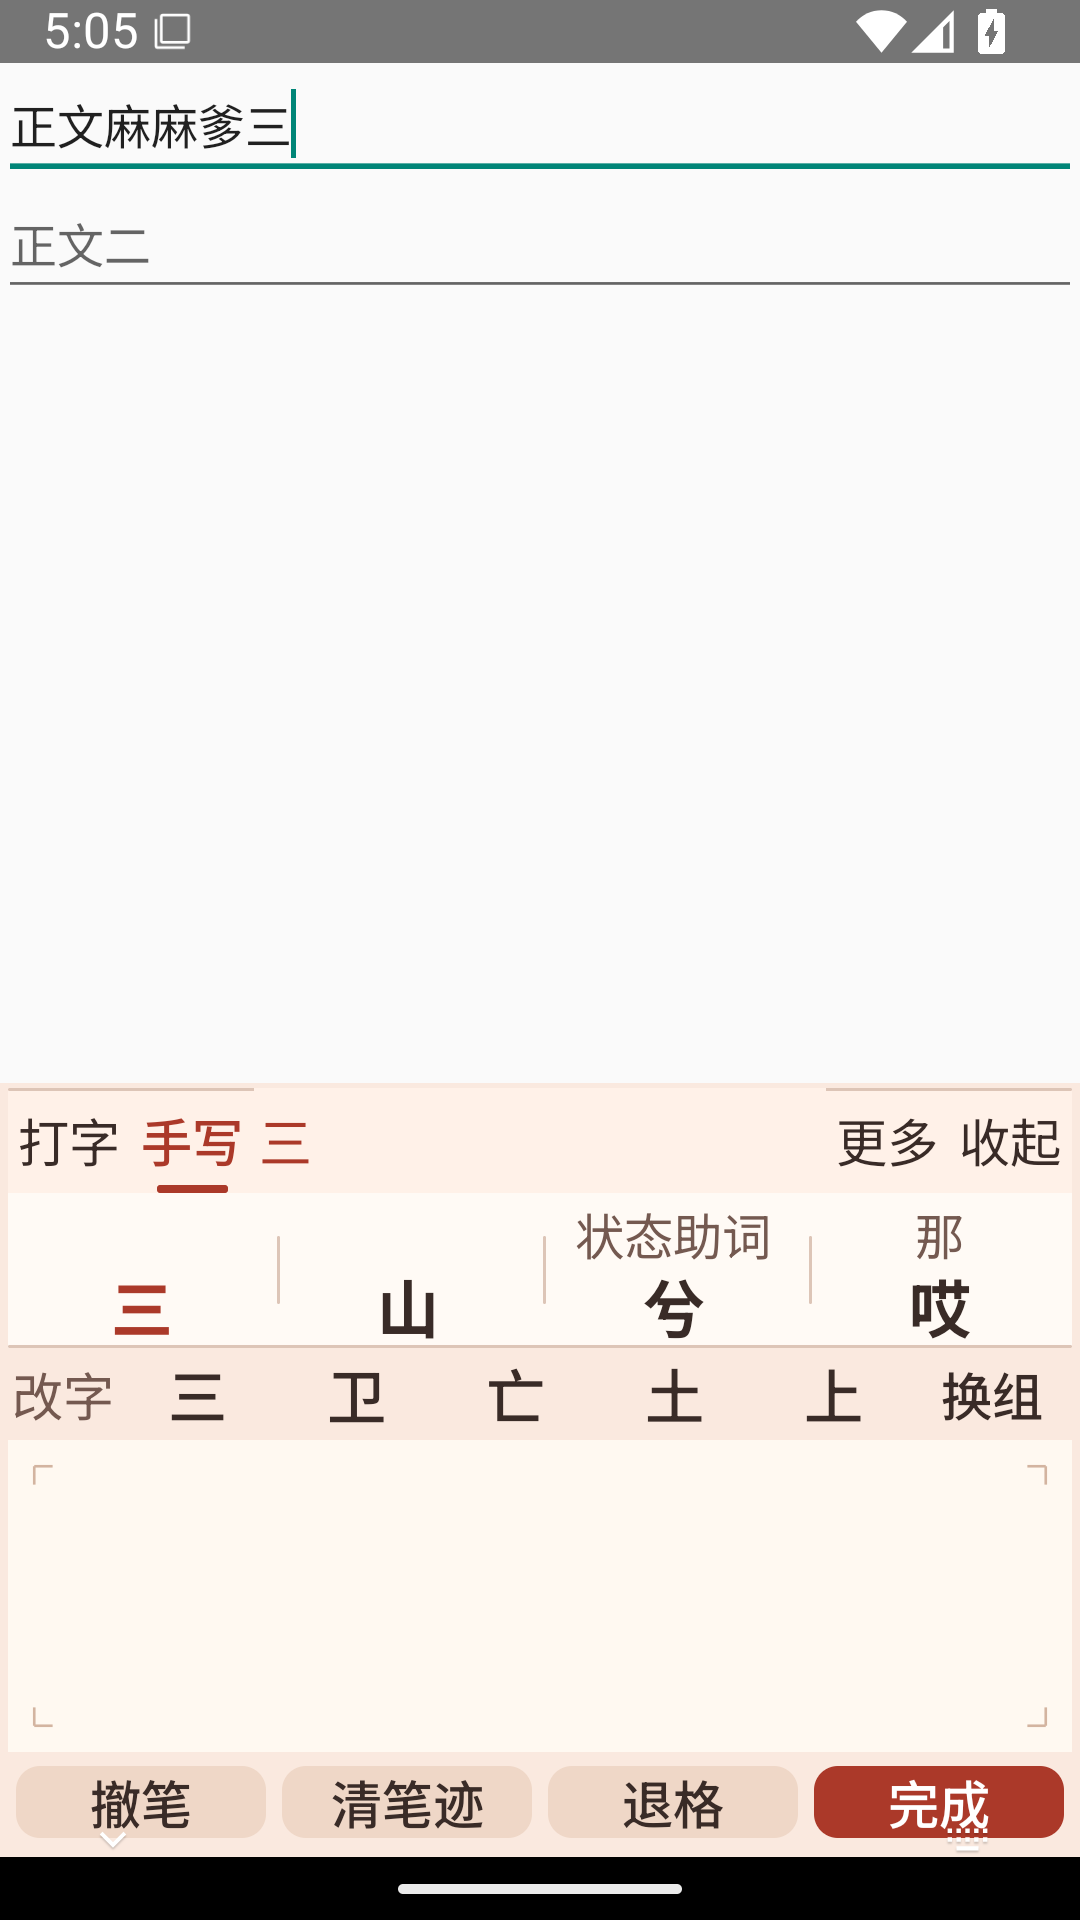 5:05
正文麻麻爹三
正文二
打字 手写 三 更多 收起
状态助词 那
三 山 兮 哎
改字 三 卫 亡 土 上 换组
撤笔 清笔迹 退格 完成